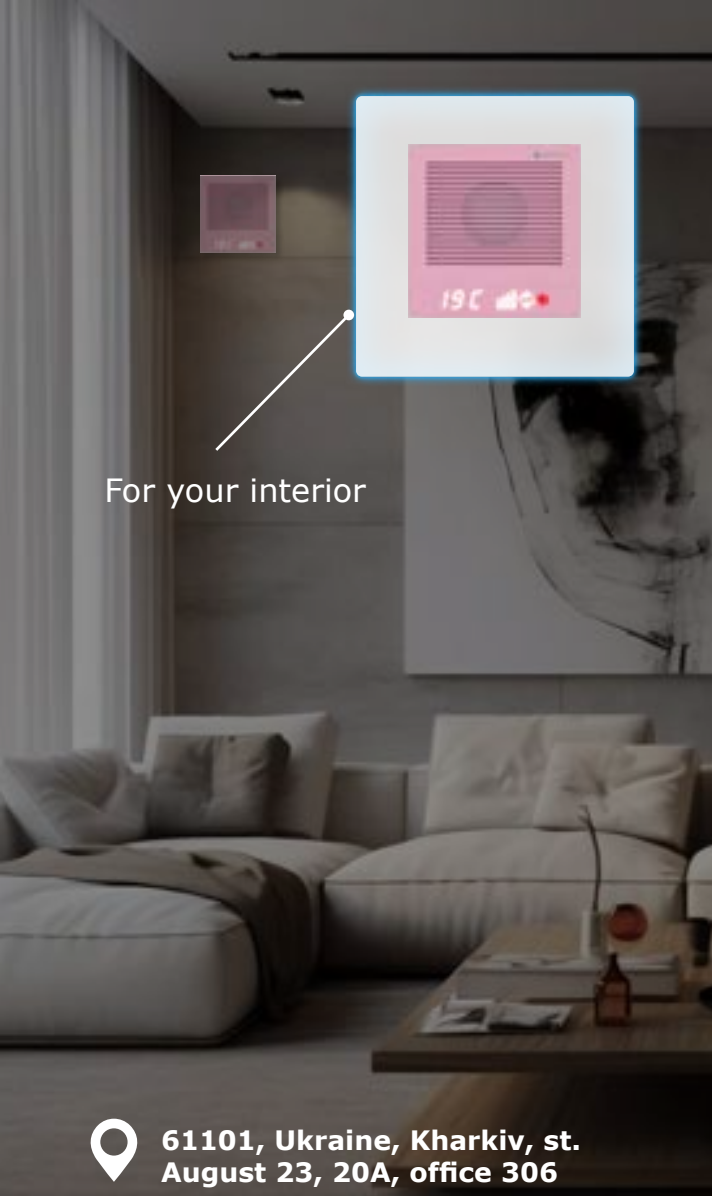 19C
For your interior
61101, Ukraine, Kharkiv, st.
August 23, 20A, office 306